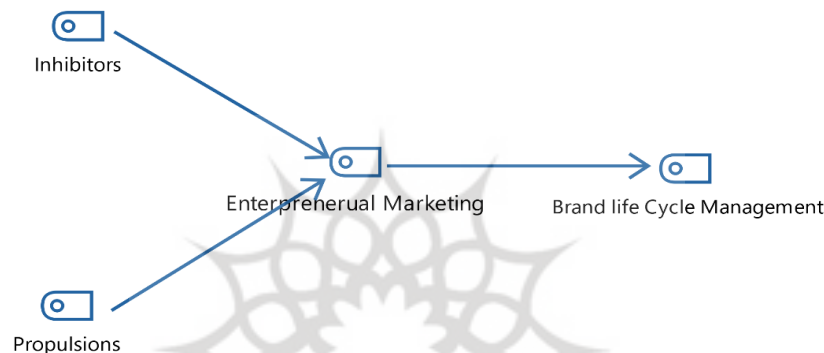 Inhibitors
Enterprenerual Marketing
Brand life Cycle Management
Propulsions